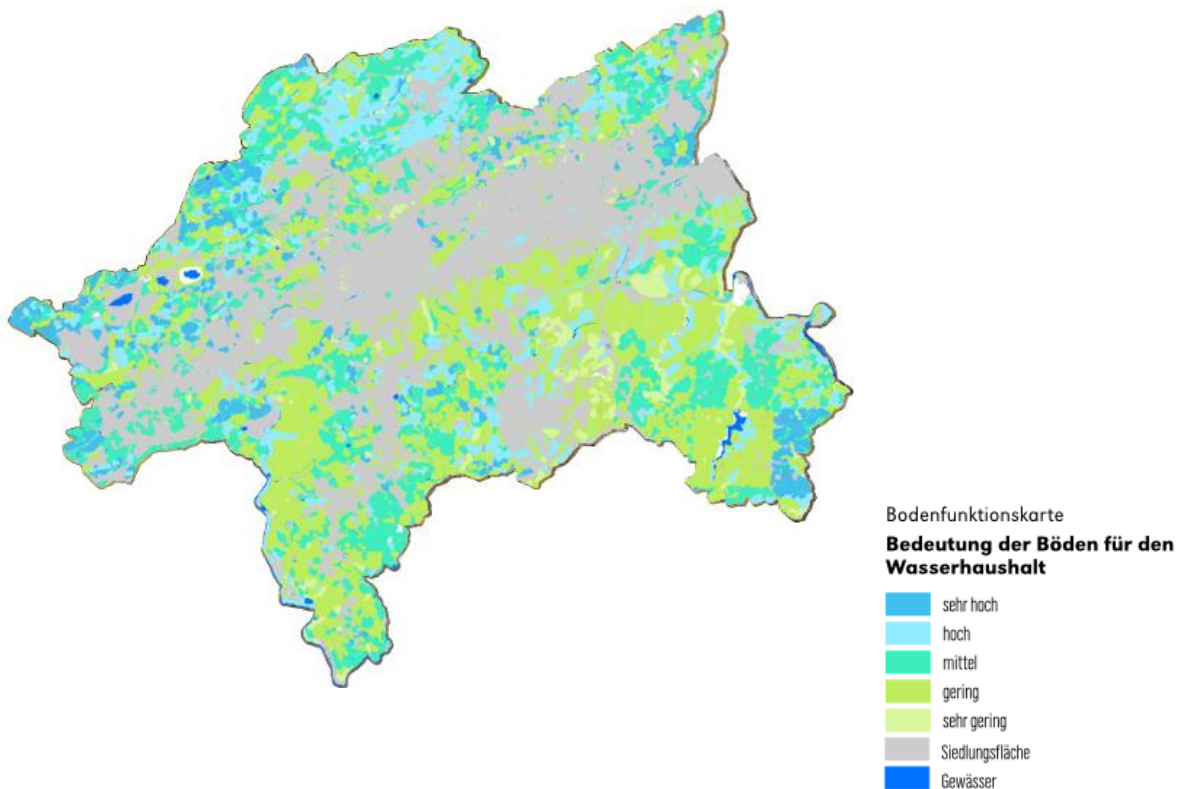 Bodenfunktionskarte
Bedeutung der Böden für den
Wasserhaushalt
sehr hoch
hoch
mittel
gering
sehr gering
Siedlungsfläche
Gewässer